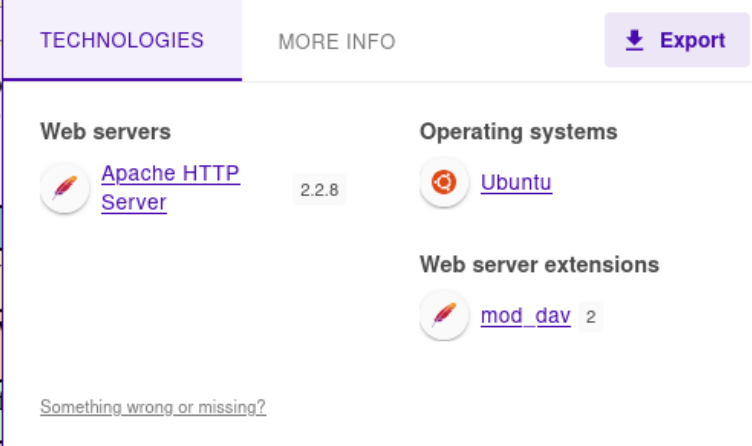 TECHNOLOGIES
MORE INFO
Export
Web servers
Apache HTTP
Server
2.2.8
Operating systems
Ubuntu
Web server extensions
mod_dav
2
Something wrong or missing?